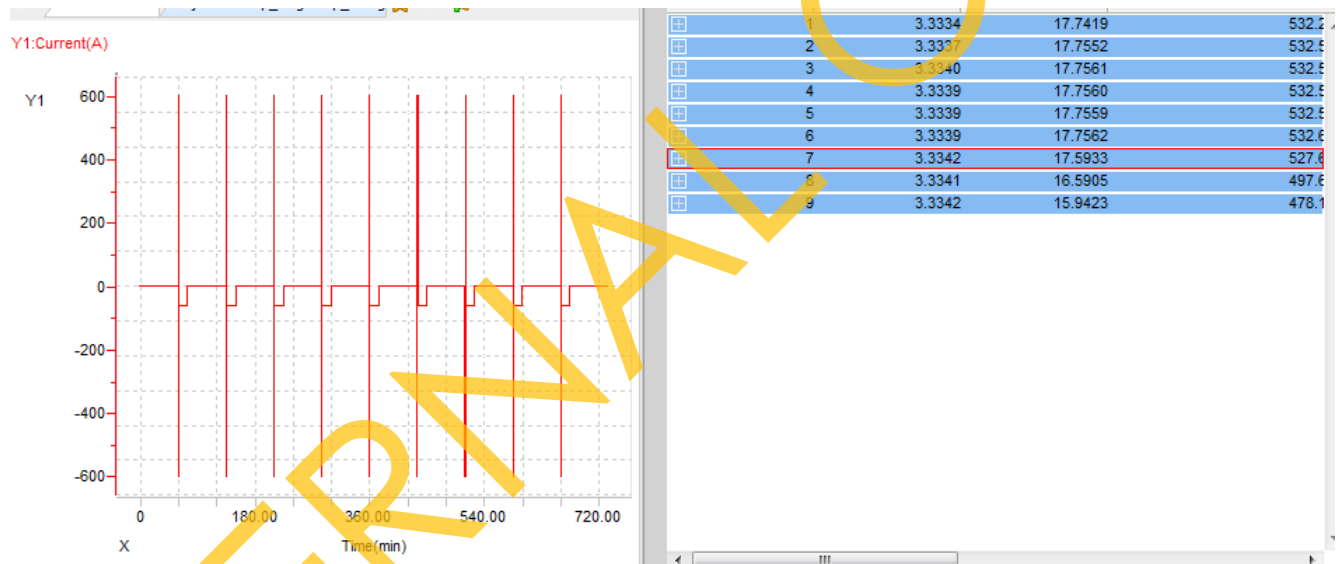 Y1:Current(A)
Y1
600
400
200
0
-200
-400
-600
0 180.00 360.00 540.00 720.00
X Time(min)
1 3.3334 17.7419 532.2
2 3.3337 17.7552 532.5
3 3.3340 17.7561 532.5
4 3.3339 17.7560 532.5
5 3.3339 17.7559 532.5
6 3.3339 17.7562 532.6
7 3.3342 17.5933 527.6
8 3.3341 16.5905 497.6
9 3.3342 15.9423 478.1